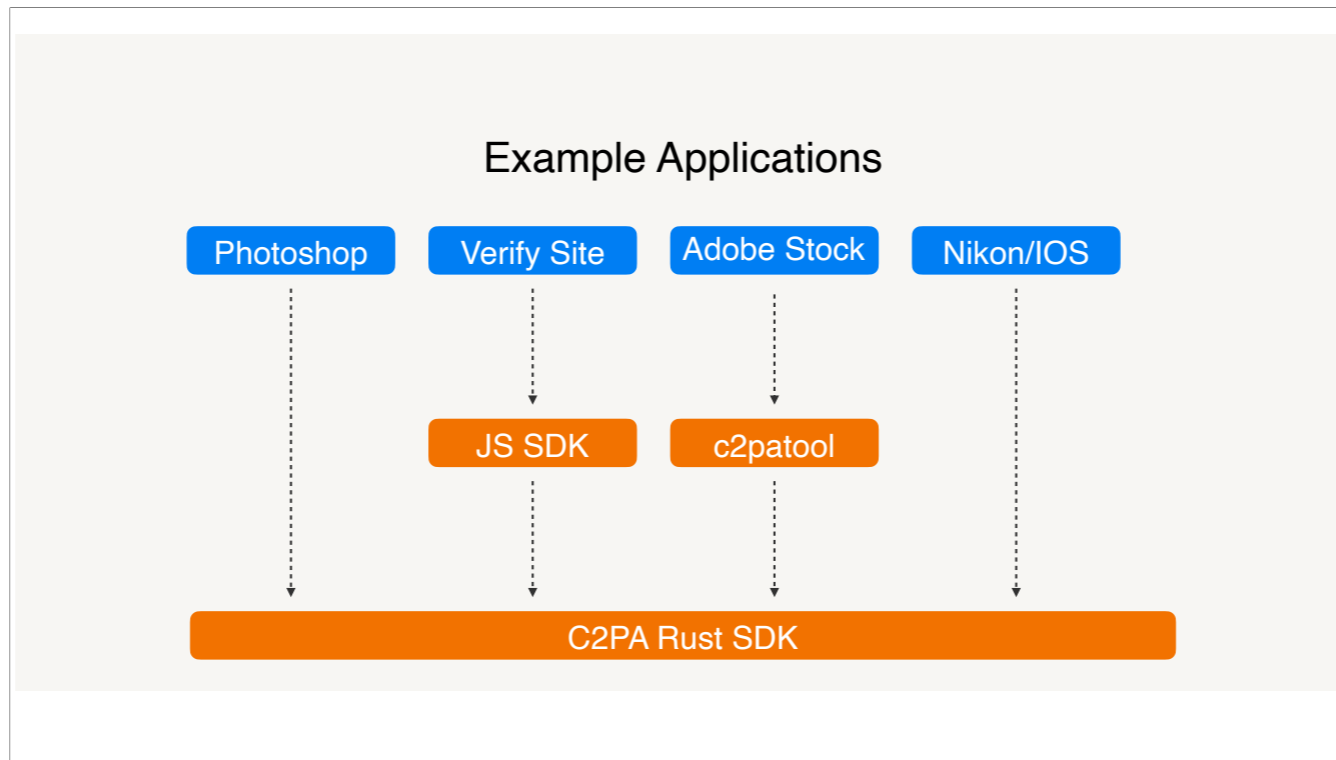 Example Applications
Photoshop
Verify Site
Adobe Stock
Nikon/IOS
JS SDK
c2patool
C2PA Rust SDK